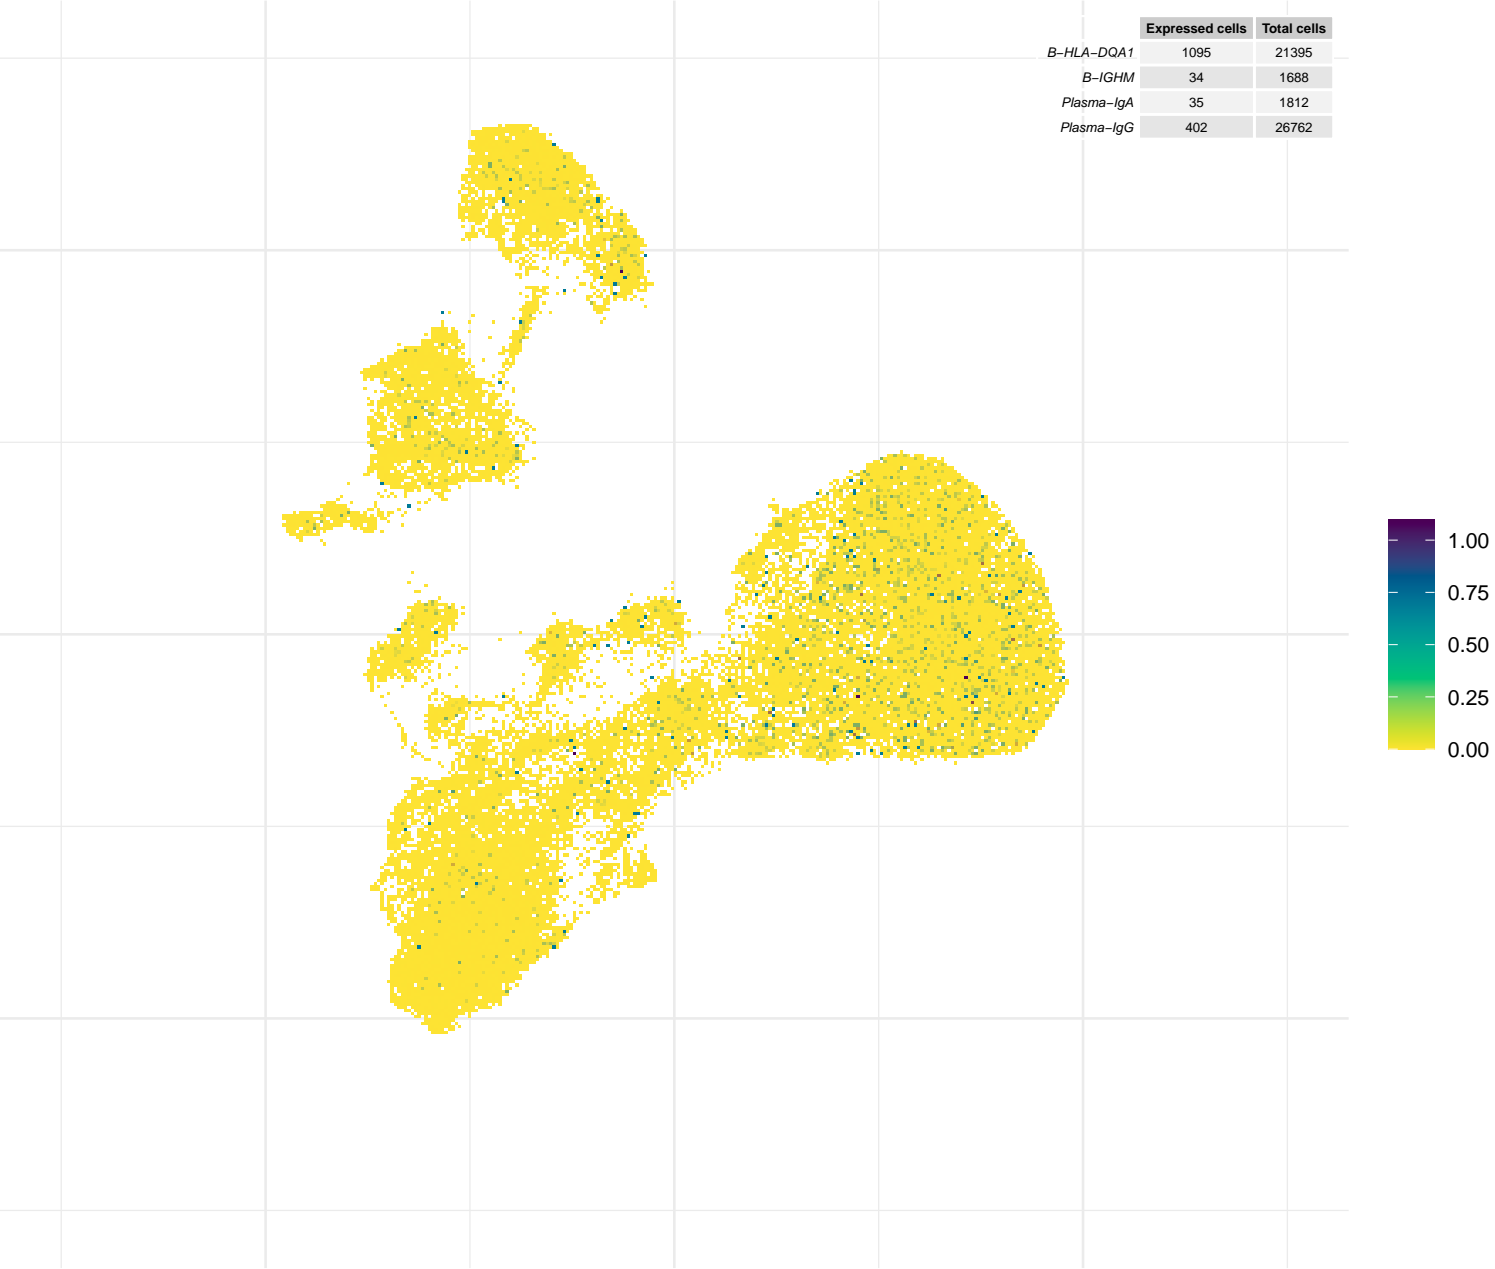 Expressed cells Total cells
B−HLA−DQA1 1095 21395
B−IGHM 34 1688
Plasma−IgA 35 1812
Plasma−IgG 402 26762
1.00
0.75
0.50
0.25
0.00